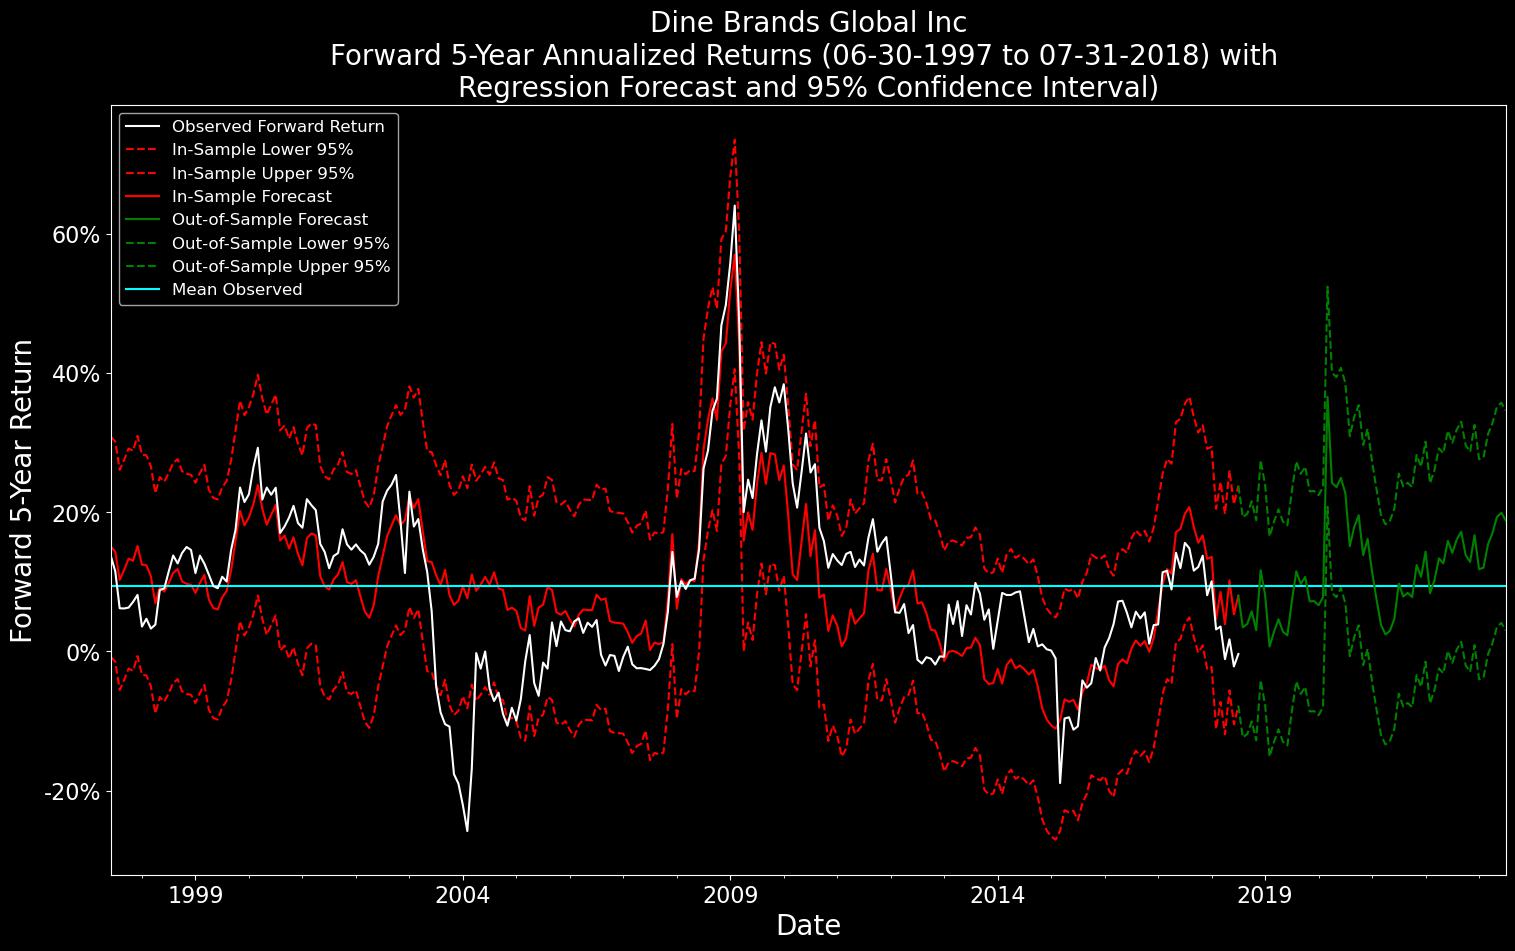 Dine Brands Global Inc
Forward 5-Year Annualized Returns (06-30-1997 to 07-31-2018) with
Regression Forecast and 95% Confidence Interval)
Observed Forward Return
In-Sample Lower 95%
In-Sample Upper 95%
In-Sample Forecast
Out-of-Sample Forecast
Out-of-Sample Lower 95%
Out-of-Sample Upper 95%
Mean Observed
Forward 5-Year Return
60%
40%
20%
0%
-20%
1999
2004
2009
2014
2019
Date